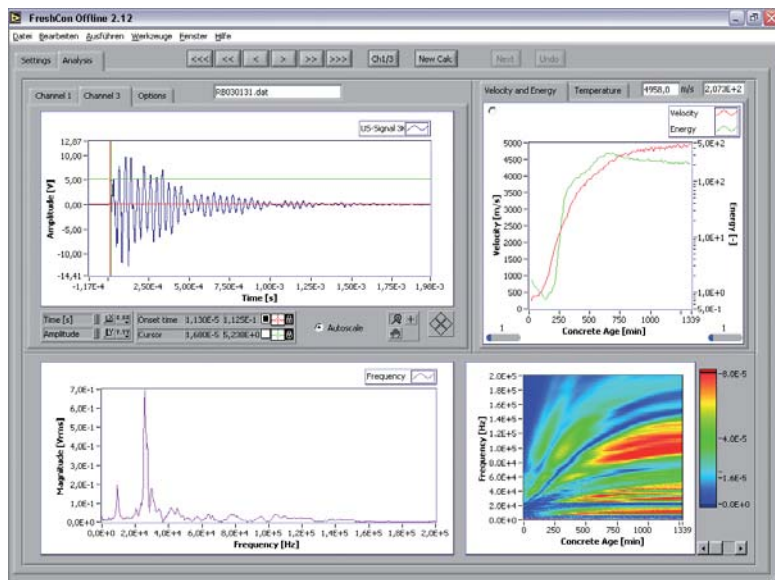 FreshCon Offline 2.12
Datei Bearbeiten Ausführen Werkzeuge Fenster Hilfe
Settings Analysis <<< << < > >> >>> Ch1/3 New Calc Next Undo
Channel 1 Channel 3 Options RB030131.dat
US-Signal 3
12,87
10,00
5,00
0,00
-5,00
-10,00
-14,41
Amplitude [V]
-1,17E-4 2,50E-4 5,00E-4 7,50E-4 1,00E-3 1,25E-3 1,50E-3 1,90E-3
Time [s]
Time [s] Onset time 1,130E-5 1,125E-1
Amplitude Cursor 1,680E-5 5,238E+0
Autoscale
Velocity and Energy Temperature 4958,0 m/s 2,073E+2
Velocity
Energy
5000
4500
4000
3500
3000
2500
2000
1500
1000
500
0
Velocity [m/s]
5,0E+2
1,0E+2
1,0E+1
1,0E+0
5,0E-1
Energy [-]
0 250 500 750 1000 1339
Concrete Age [min]
1 1
Frequency
7,0E-1
6,0E-1
5,0E-1
4,0E-1
3,0E-1
2,0E-1
1,0E-1
0,0E+0
Magnitude [Vrms]
0,0E+0 2,0E+4 4,0E+4 6,0E+4 8,0E+4 1,0E+5 1,2E+5 1,4E+5 1,6E+5 1,8E+5 2,0E+5
Frequency [Hz]
2.0E+5
1.8E+5
1.6E+5
1.4E+5
1.2E+5
1.0E+5
8.0E+4
6.0E+4
4.0E+4
2.0E+4
0.0E+0
Frequency [Hz]
0 250 500 750 1000 1339
Concrete Age [min]
8.0E-5
4.0E-5
1.6E-5
0.0E+0